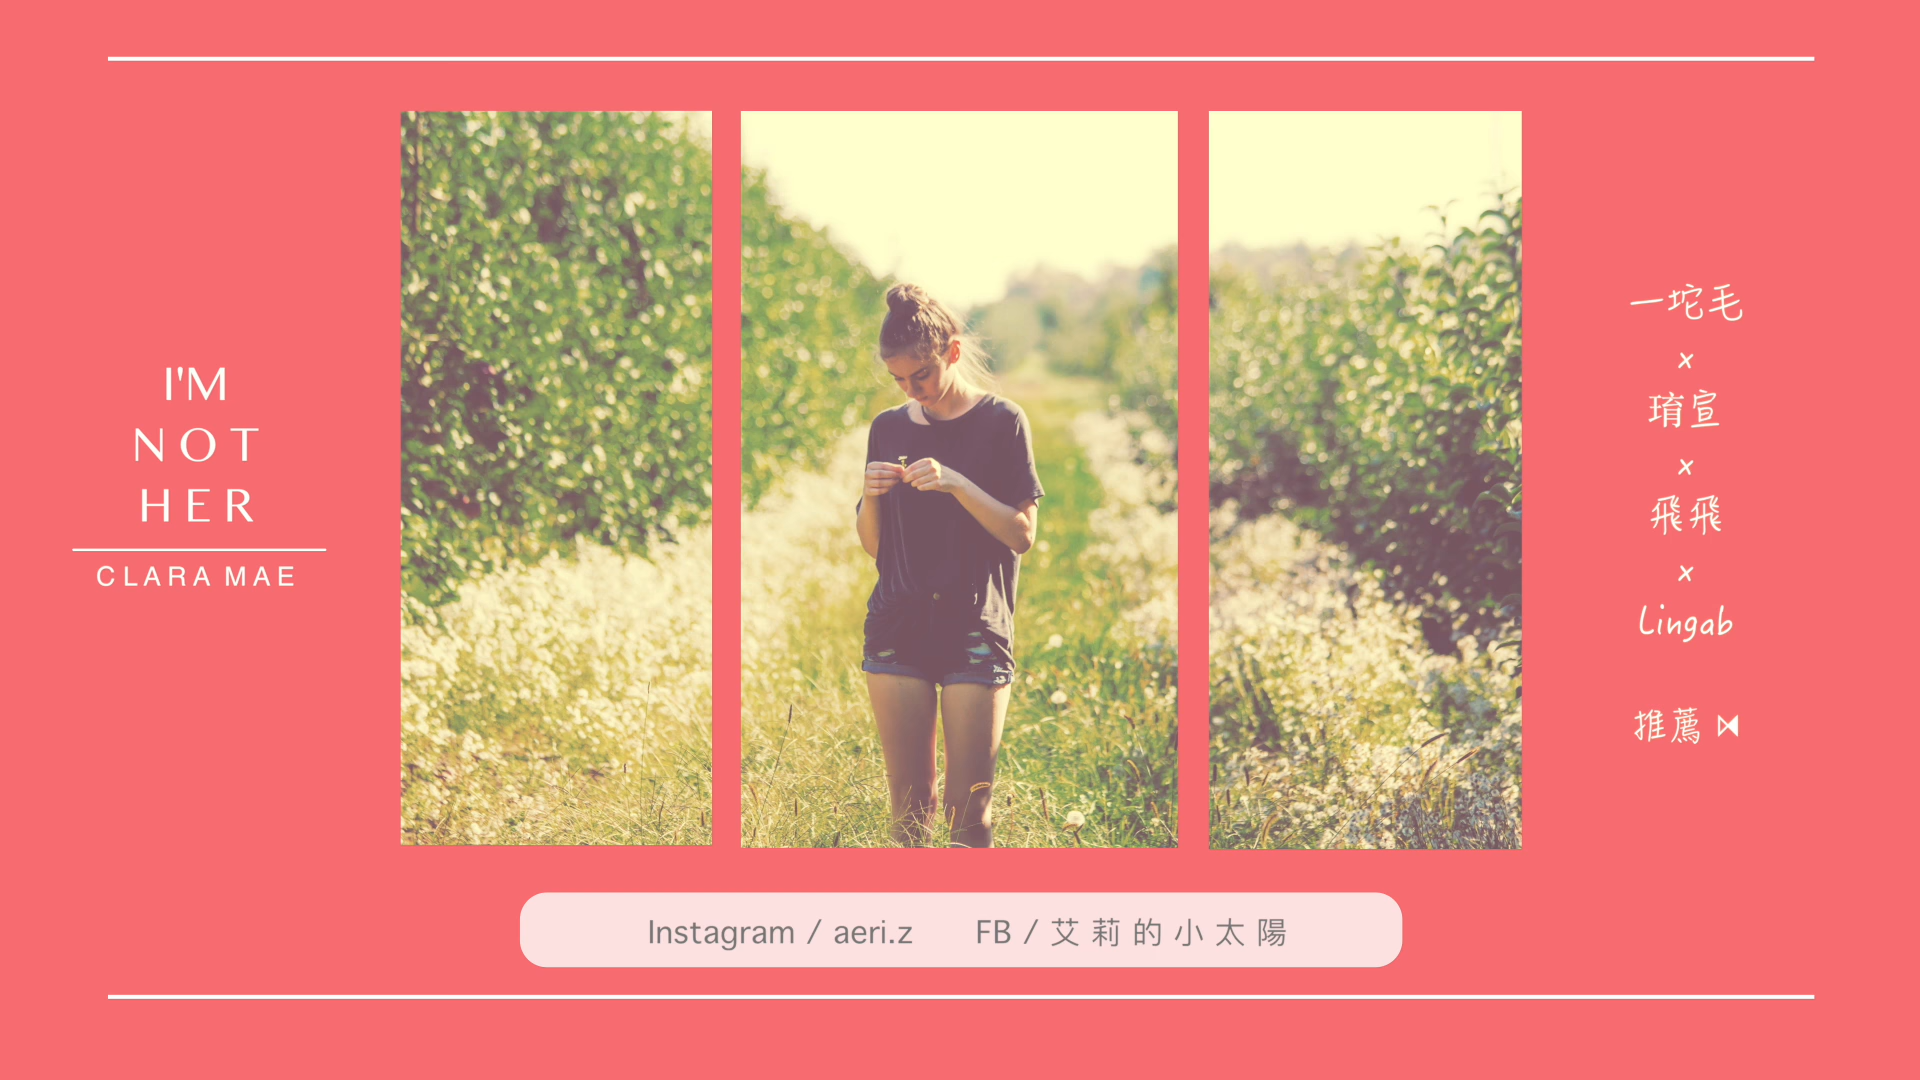 I'M
NOT
HER
CLARA MAE
一坨毛
x
琦宣
x
飛飛
x
Lingab
推薦 ⧓
Instagram / aeri.z
FB / 艾莉的小太陽